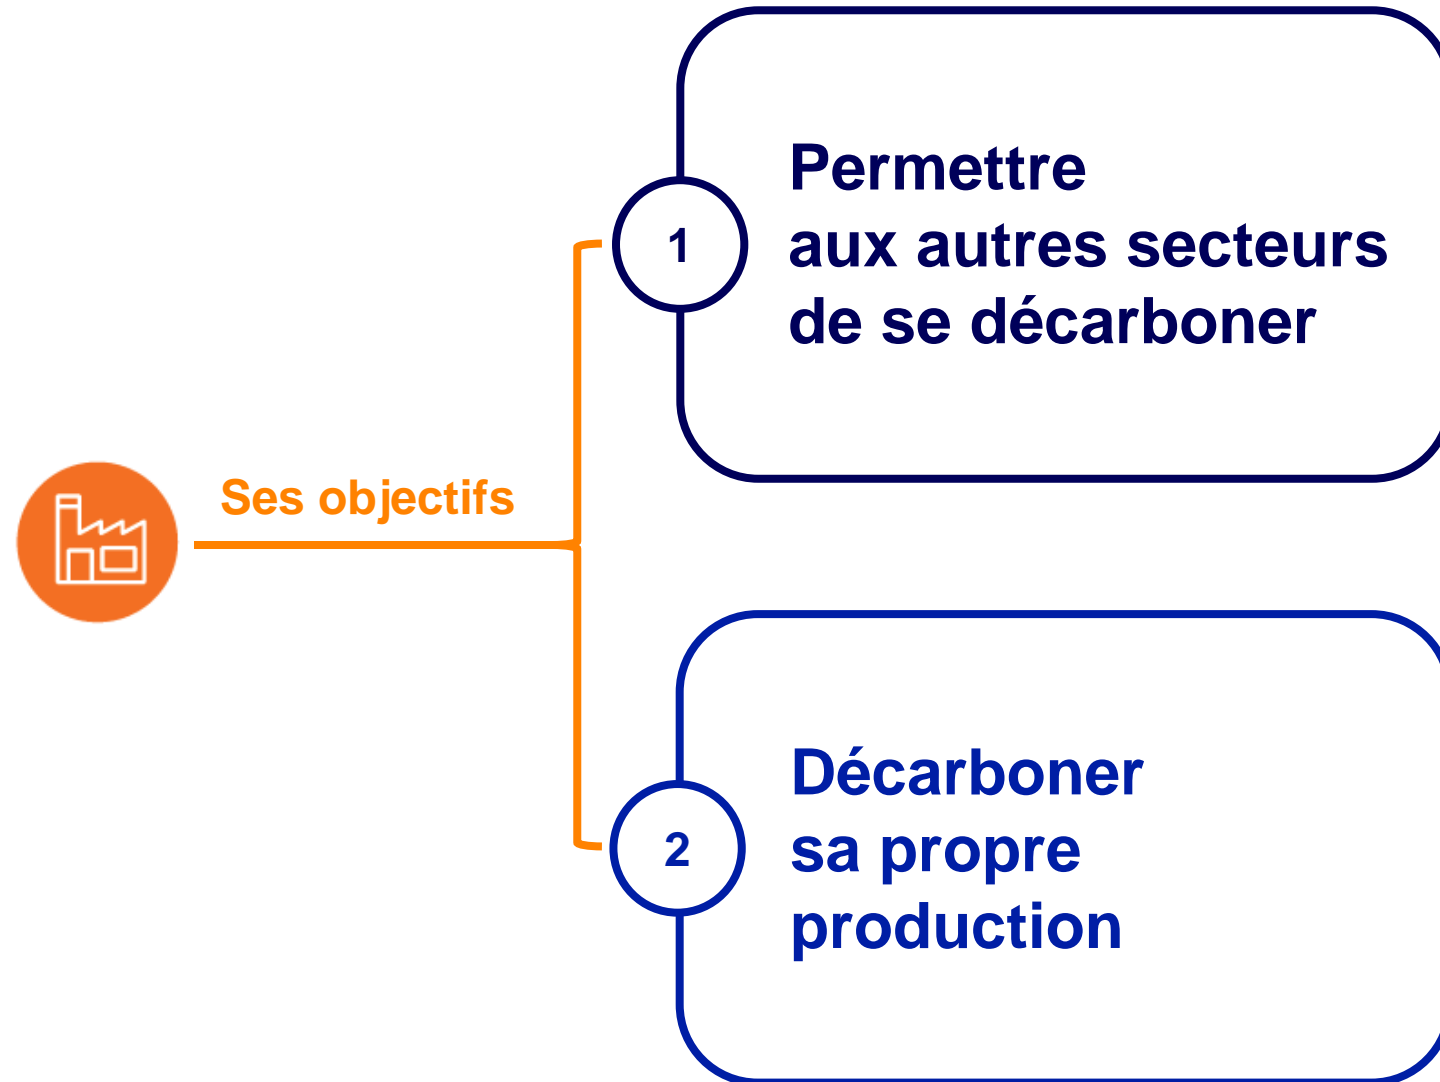 Permettre
aux autres secteurs
de se décarboner
1
Ses objectifs
Décarboner
sa propre
production
2